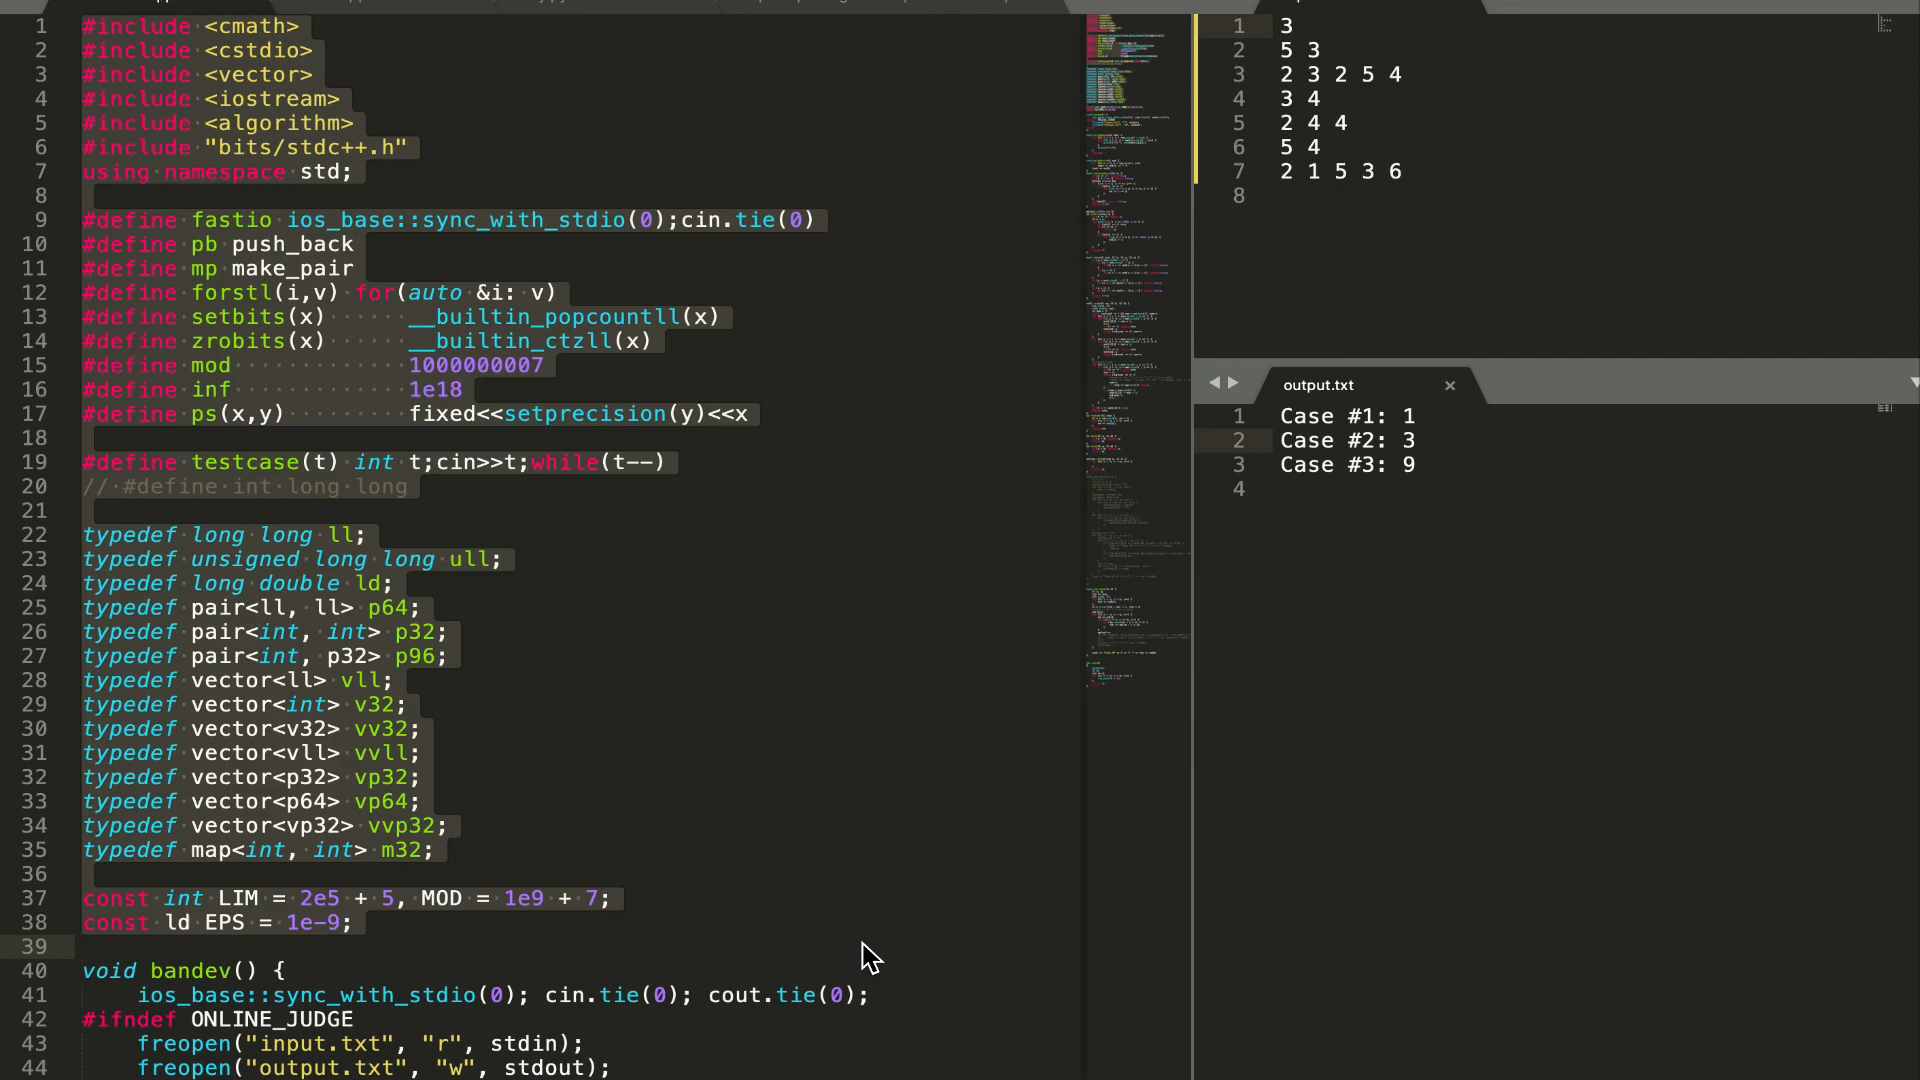 1 #include <cmath>
2 #include <cstdio>
3 #include <vector>
4 #include <iostream>
5 #include <algorithm>
6 #include "bits/stdc++.h"
7 using namespace std;
8
9 #define fastio ios_base::sync_with_stdio(0);cin.tie(0)
10 #define pb push_back
11 #define mp make_pair
12 #define forstl(i,v) for(auto &i: v)
13 #define setbits(x)      __builtin_popcountll(x)
14 #define zrobits(x)      __builtin_ctzll(x)
15 #define mod             1000000007
16 #define inf             1e18
17 #define ps(x,y)         fixed<<setprecision(y)<<x
18
19 #define testcase(t) int t;cin>>t;while(t--)
20 // #define int long long
21
22 typedef long long ll;
23 typedef unsigned long long ull;
24 typedef long double ld;
25 typedef pair<ll, ll> p64;
26 typedef pair<int, int> p32;
27 typedef pair<int, p32> p96;
28 typedef vector<ll> vll;
29 typedef vector<int> v32;
30 typedef vector<v32> vv32;
31 typedef vector<vll> vvll;
32 typedef vector<p32> vp32;
33 typedef vector<p64> vp64;
34 typedef vector<vp32> vvp32;
35 typedef map<int, int> m32;
36
37 const int LIM = 2e5 + 5, MOD = 1e9 + 7;
38 const ld EPS = 1e-9;
39
40 void bandev() {
41     ios_base::sync_with_stdio(0); cin.tie(0); cout.tie(0);
42 #ifndef ONLINE_JUDGE
43     freopen("input.txt", "r", stdin);
44     freopen("output.txt", "w", stdout);
1 3
2 5 3
3 2 3 2 5 4
4 3 4
5 2 4 4
6 5 4
7 2 1 5 3 6
8
output.txt
1 Case #1: 1
2 Case #2: 3
3 Case #3: 9
4